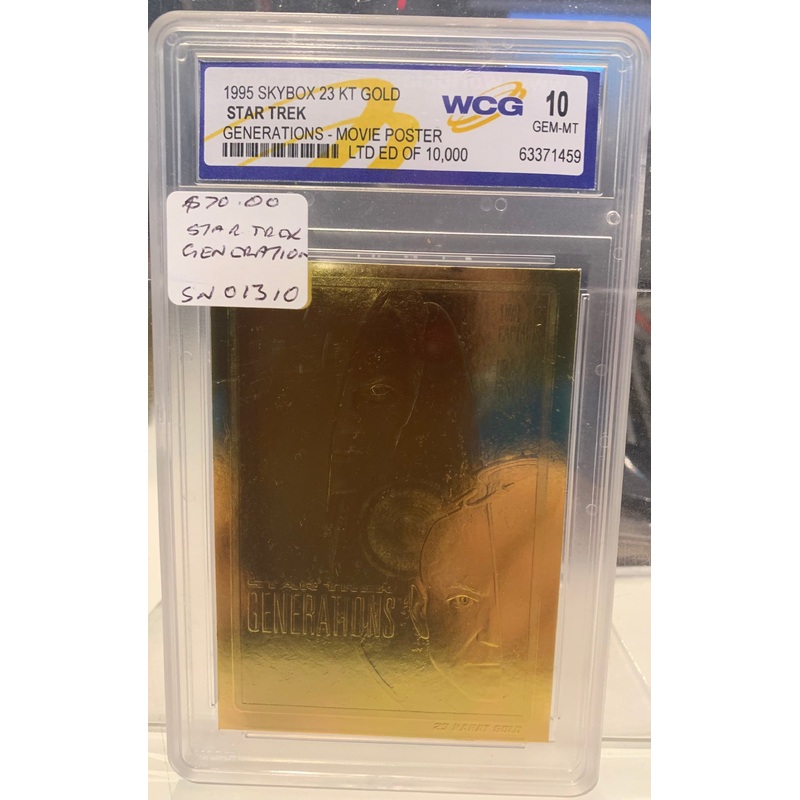 1995 SKYBOX 23 KT GOLD
STAR TREK
GENERATIONS - MOVIE POSTER
LTD ED OF 10,000
WCG 10
GEM-MT
63371459
$70.00
STAR TREK
GENERATION
SN 01310
STAR TREK
GENERATIONS
23 KARAT GOLD